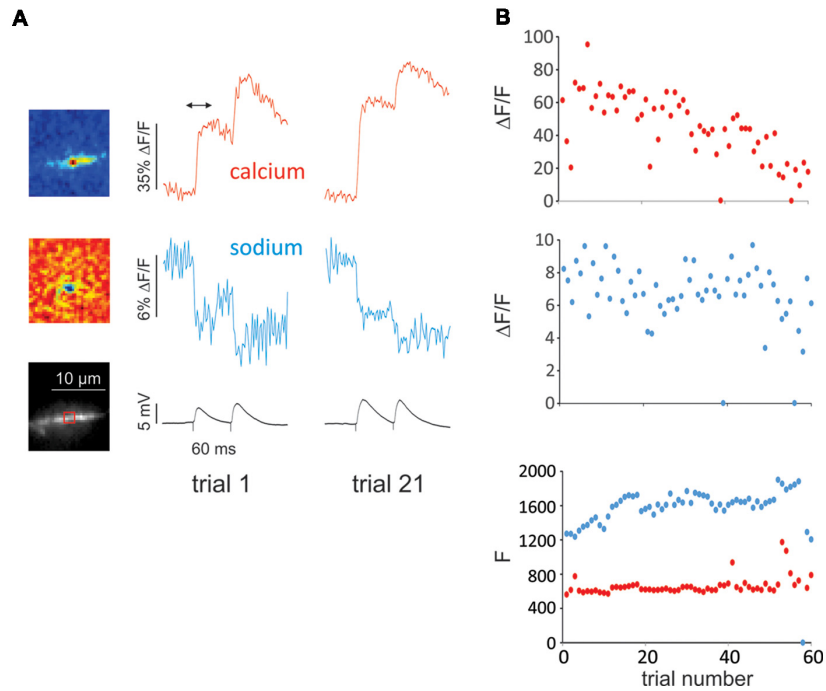 A
35% ΔF/F
calcium
6% ΔF/F
sodium
10 µm
5 mV
60 ms
trial 1
trial 21
B
100
80
60
40
20
0
ΔF/F
10
8
6
4
2
0
ΔF/F
2000
1600
1200
800
400
0
F
0 20 40 60
trial number